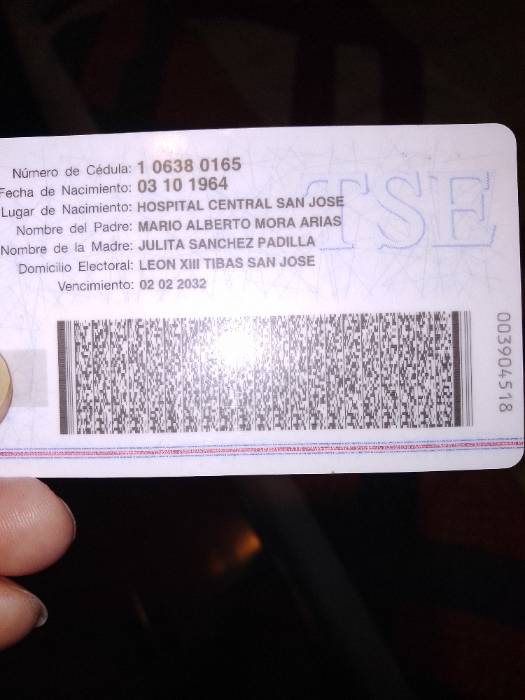 Número de Cédula: 1 0638 0165
Fecha de Nacimiento: 03 10 1964
Lugar de Nacimiento: HOSPITAL CENTRAL SAN JOSE
Nombre del Padre: MARIO ALBERTO MORA ARIAS
Nombre de la Madre: JULITA SANCHEZ PADILLA
Domicilio Electoral: LEON XIII TIBAS SAN JOSE
Vencimiento: 02 02 2032
TSE
003904518